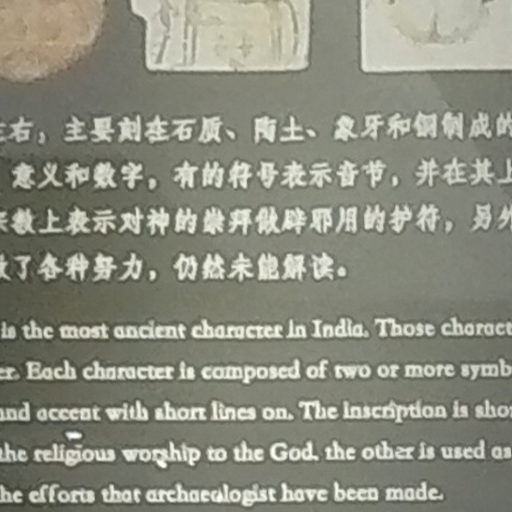 右，主要刻在石质、陶土、象牙和铜制成的
意义和数字，有的符号表示音节，并在其上
教上表示对神的崇拜做辟邪用的护符，另外
做了各种努力，仍然未能解读。
is the most ancient character in India. Those charact
er. Each character is composed of two or more symb
and accent with short lines on. The inscription is sho
the religious worship to the God, the other is used as
he efforts that archaeologist have been made.